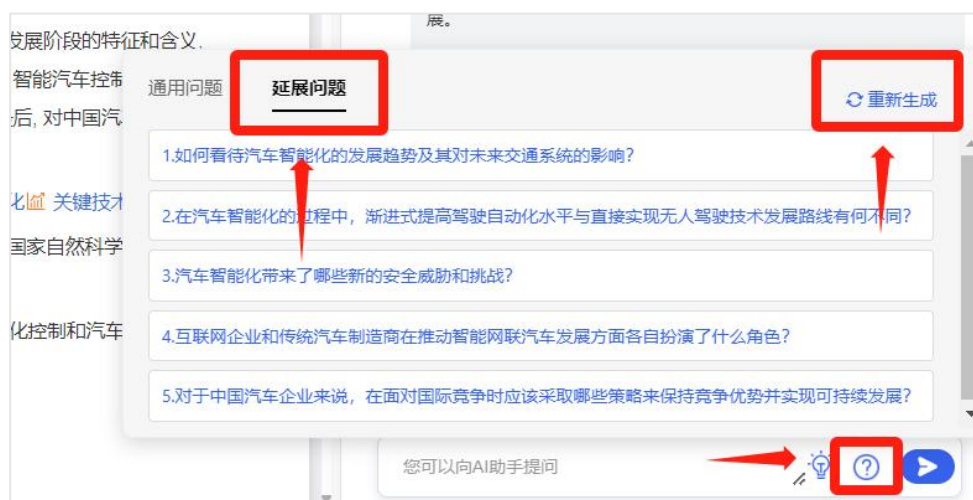 展。
发展阶段的特征和含义.
智能汽车控制
后, 对中国汽
化 关键技术
国家自然科学
化控制和汽车
通用问题 延展问题 重新生成
1.如何看待汽车智能化的发展趋势及其对未来交通系统的影响?
2.在汽车智能化的过程中，渐进式提高驾驶自动化水平与直接实现无人驾驶技术发展路线有何不同?
3.汽车智能化带来了哪些新的安全威胁和挑战?
4.互联网企业和传统汽车制造商在推动智能网联汽车发展方面各自扮演了什么角色?
5.对于中国汽车企业来说，在面对国际竞争时应该采取哪些策略来保持竞争优势并实现可持续发展?
您可以向AI助手提问